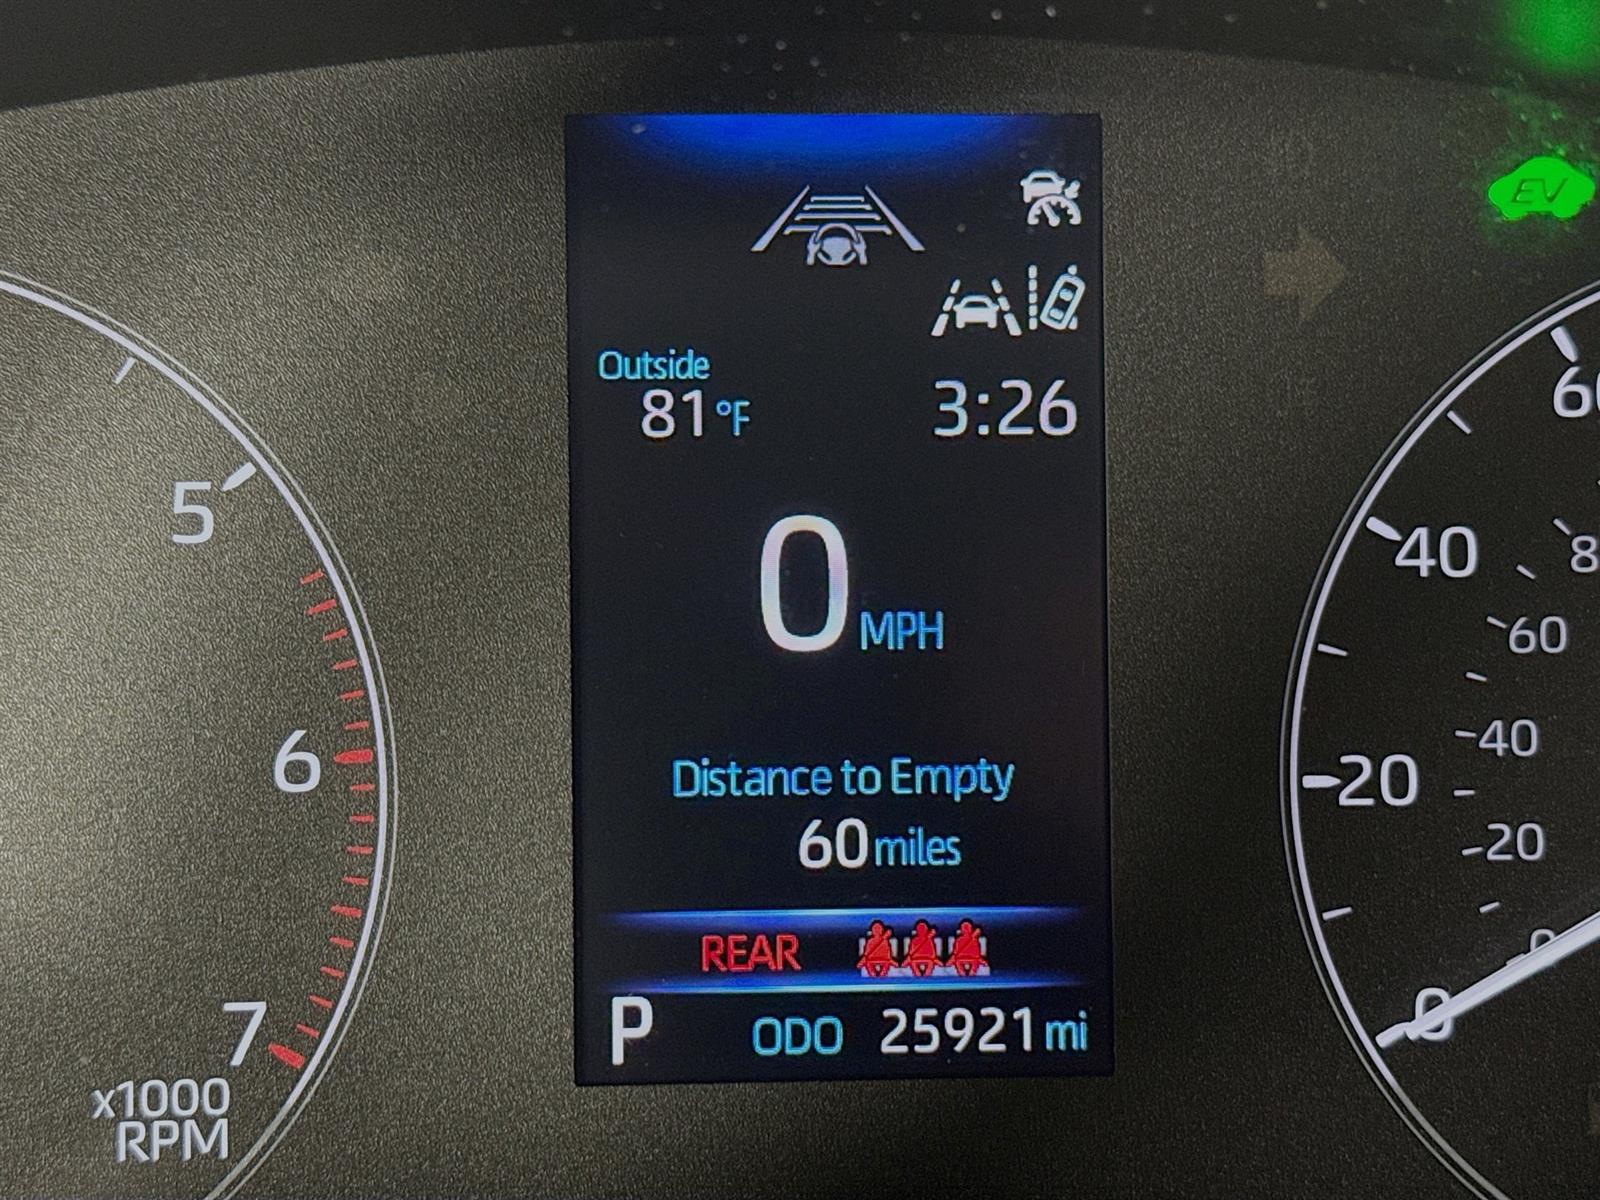 EV
Outside
81°F
3:26
0 MPH
Distance to Empty
60 miles
REAR
P ODO 25921 mi
5
6
7
x1000
RPM
40
20
0
60
40
20